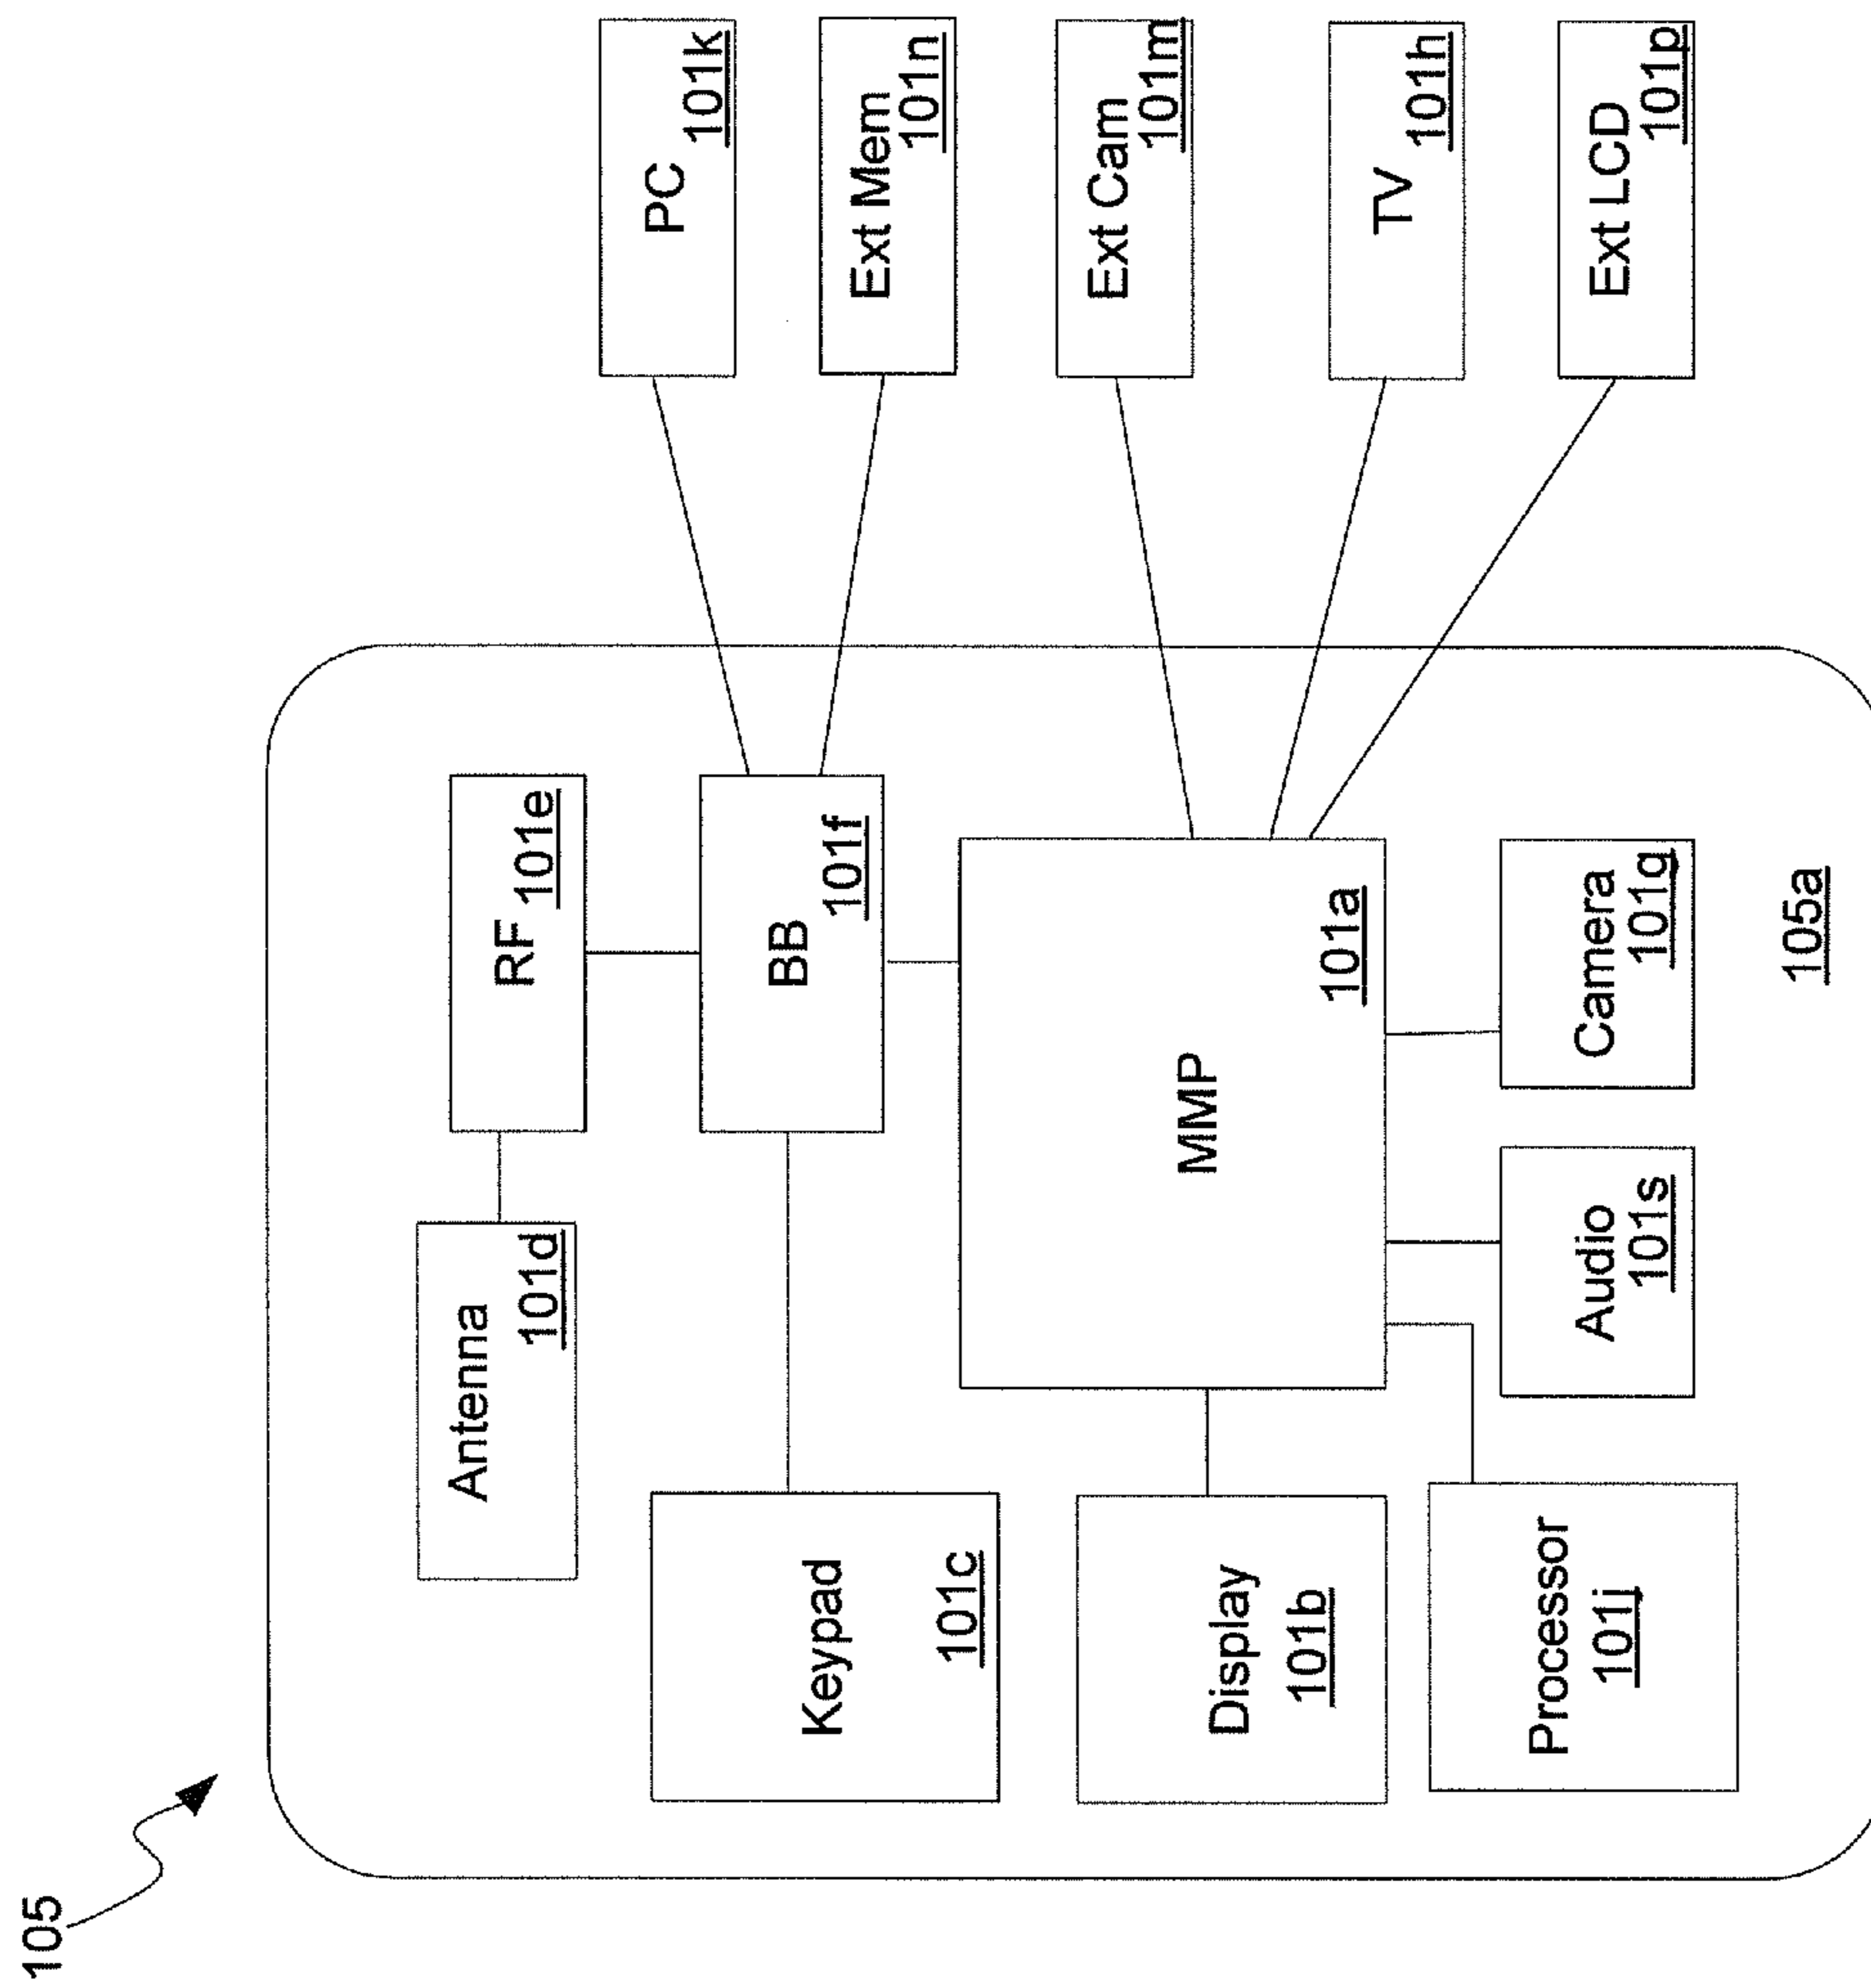 105
Antenna
101d
RF
101e
Keypad
101c
BB
101f
PC
101k
Ext Mem
101n
Display
101b
MMP
101a
Ext Cam
101m
TV
101h
Ext LCD
101p
Processor
101j
Audio
101s
Camera
101g
105a